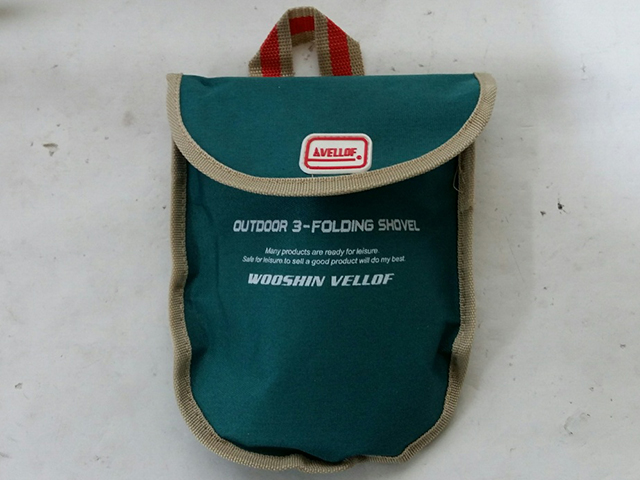 VELLOF
OUTDOOR 3-FOLDING SHOVEL
Many products are ready for leisure.
Safe for leisure to sell a good product will do my best.
WOOSHIN VELLOF